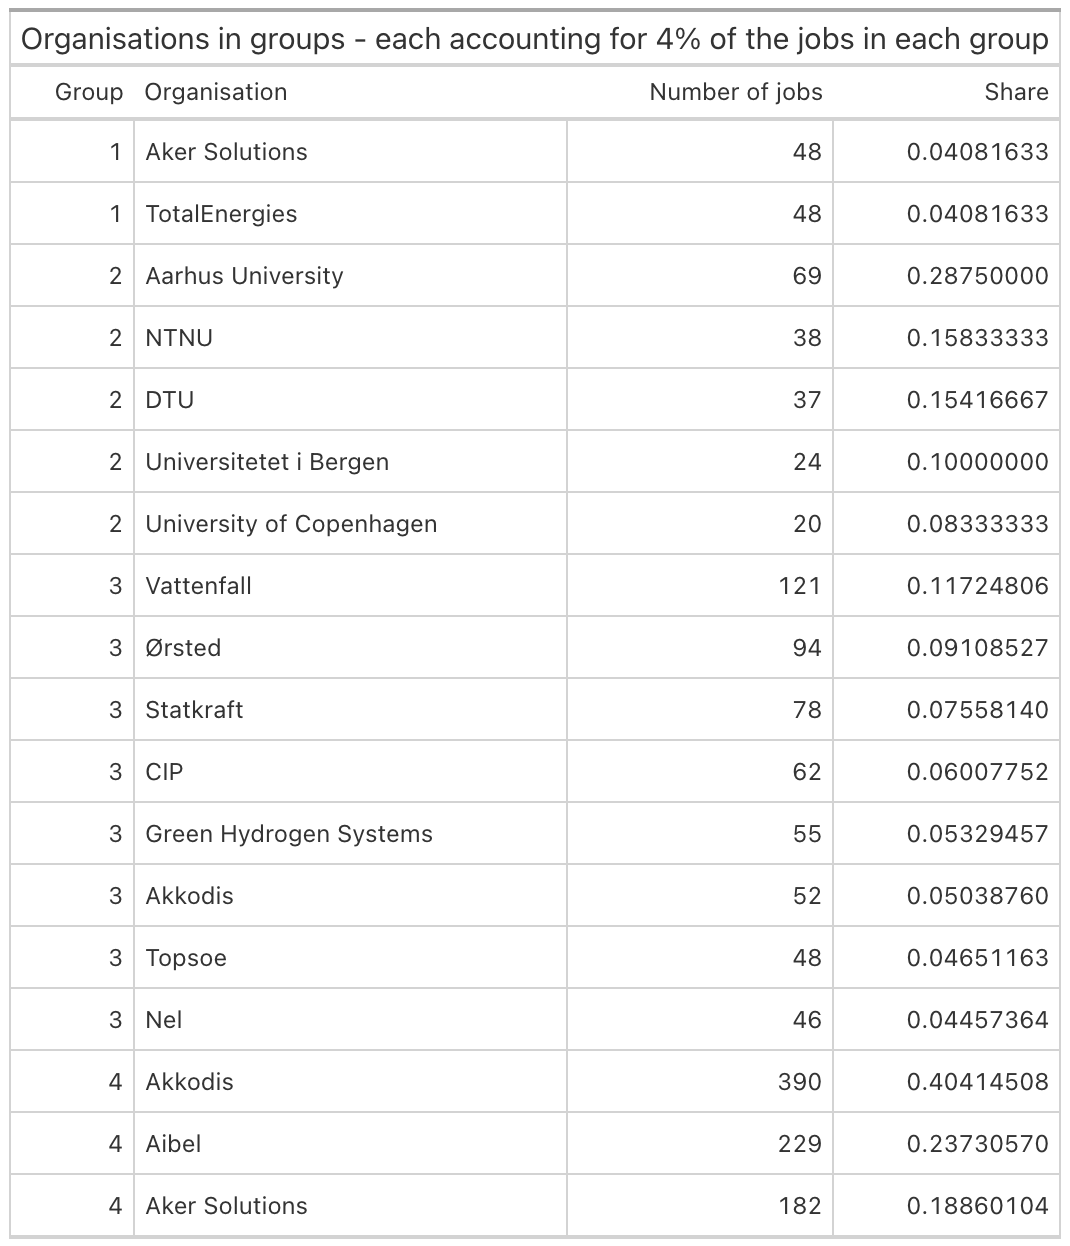 Organisations in groups - each accounting for 4% of the jobs in each group
Group Organisation Number of jobs Share
1 Aker Solutions 48 0.04081633
1 TotalEnergies 48 0.04081633
2 Aarhus University 69 0.28750000
2 NTNU 38 0.15833333
2 DTU 37 0.15416667
2 Universitetet i Bergen 24 0.10000000
2 University of Copenhagen 20 0.08333333
3 Vattenfall 121 0.11724806
3 Ørsted 94 0.09108527
3 Statkraft 78 0.07558140
3 CIP 62 0.06007752
3 Green Hydrogen Systems 55 0.05329457
3 Akkodis 52 0.05038760
3 Topsoe 48 0.04651163
3 Nel 46 0.04457364
4 Akkodis 390 0.40414508
4 Aibel 229 0.23730570
4 Aker Solutions 182 0.18860104